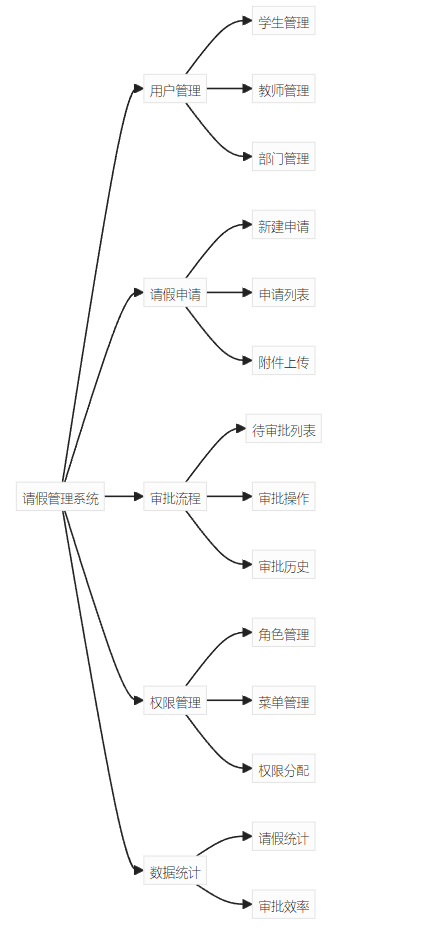 学生管理
用户管理
教师管理
部门管理
新建申请
请假申请
申请列表
附件上传
待审批列表
请假管理系统
审批流程
审批操作
审批历史
角色管理
权限管理
菜单管理
权限分配
请假统计
数据统计
审批效率